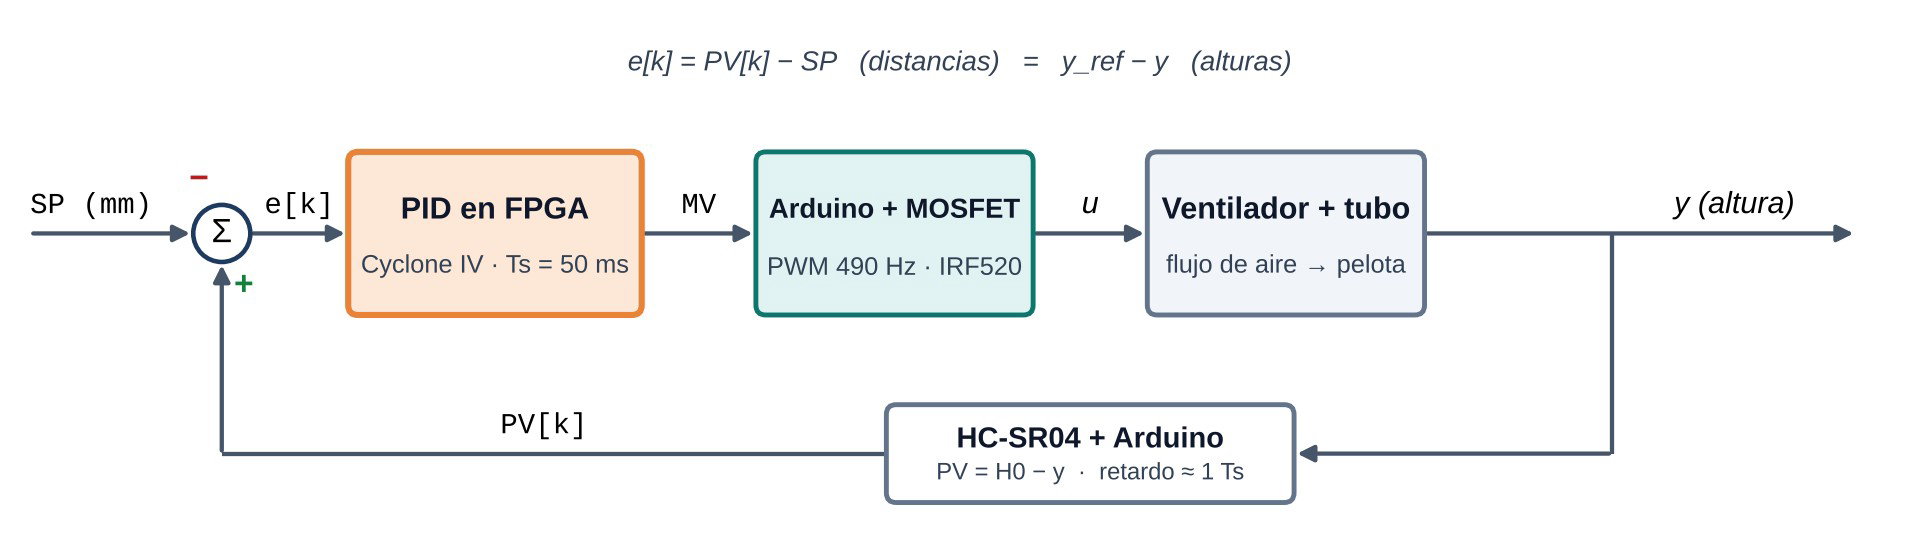 e[k] = PV[k] − SP (distancias) = y_ref − y (alturas)
−
SP (mm)
Σ
e[k]
+
PID en FPGA
Cyclone IV · Ts = 50 ms
MV
Arduino + MOSFET
PWM 490 Hz · IRF520
u
Ventilador + tubo
flujo de aire → pelota
y (altura)
PV[k]
HC-SR04 + Arduino
PV = H0 − y · retardo ≈ 1 Ts